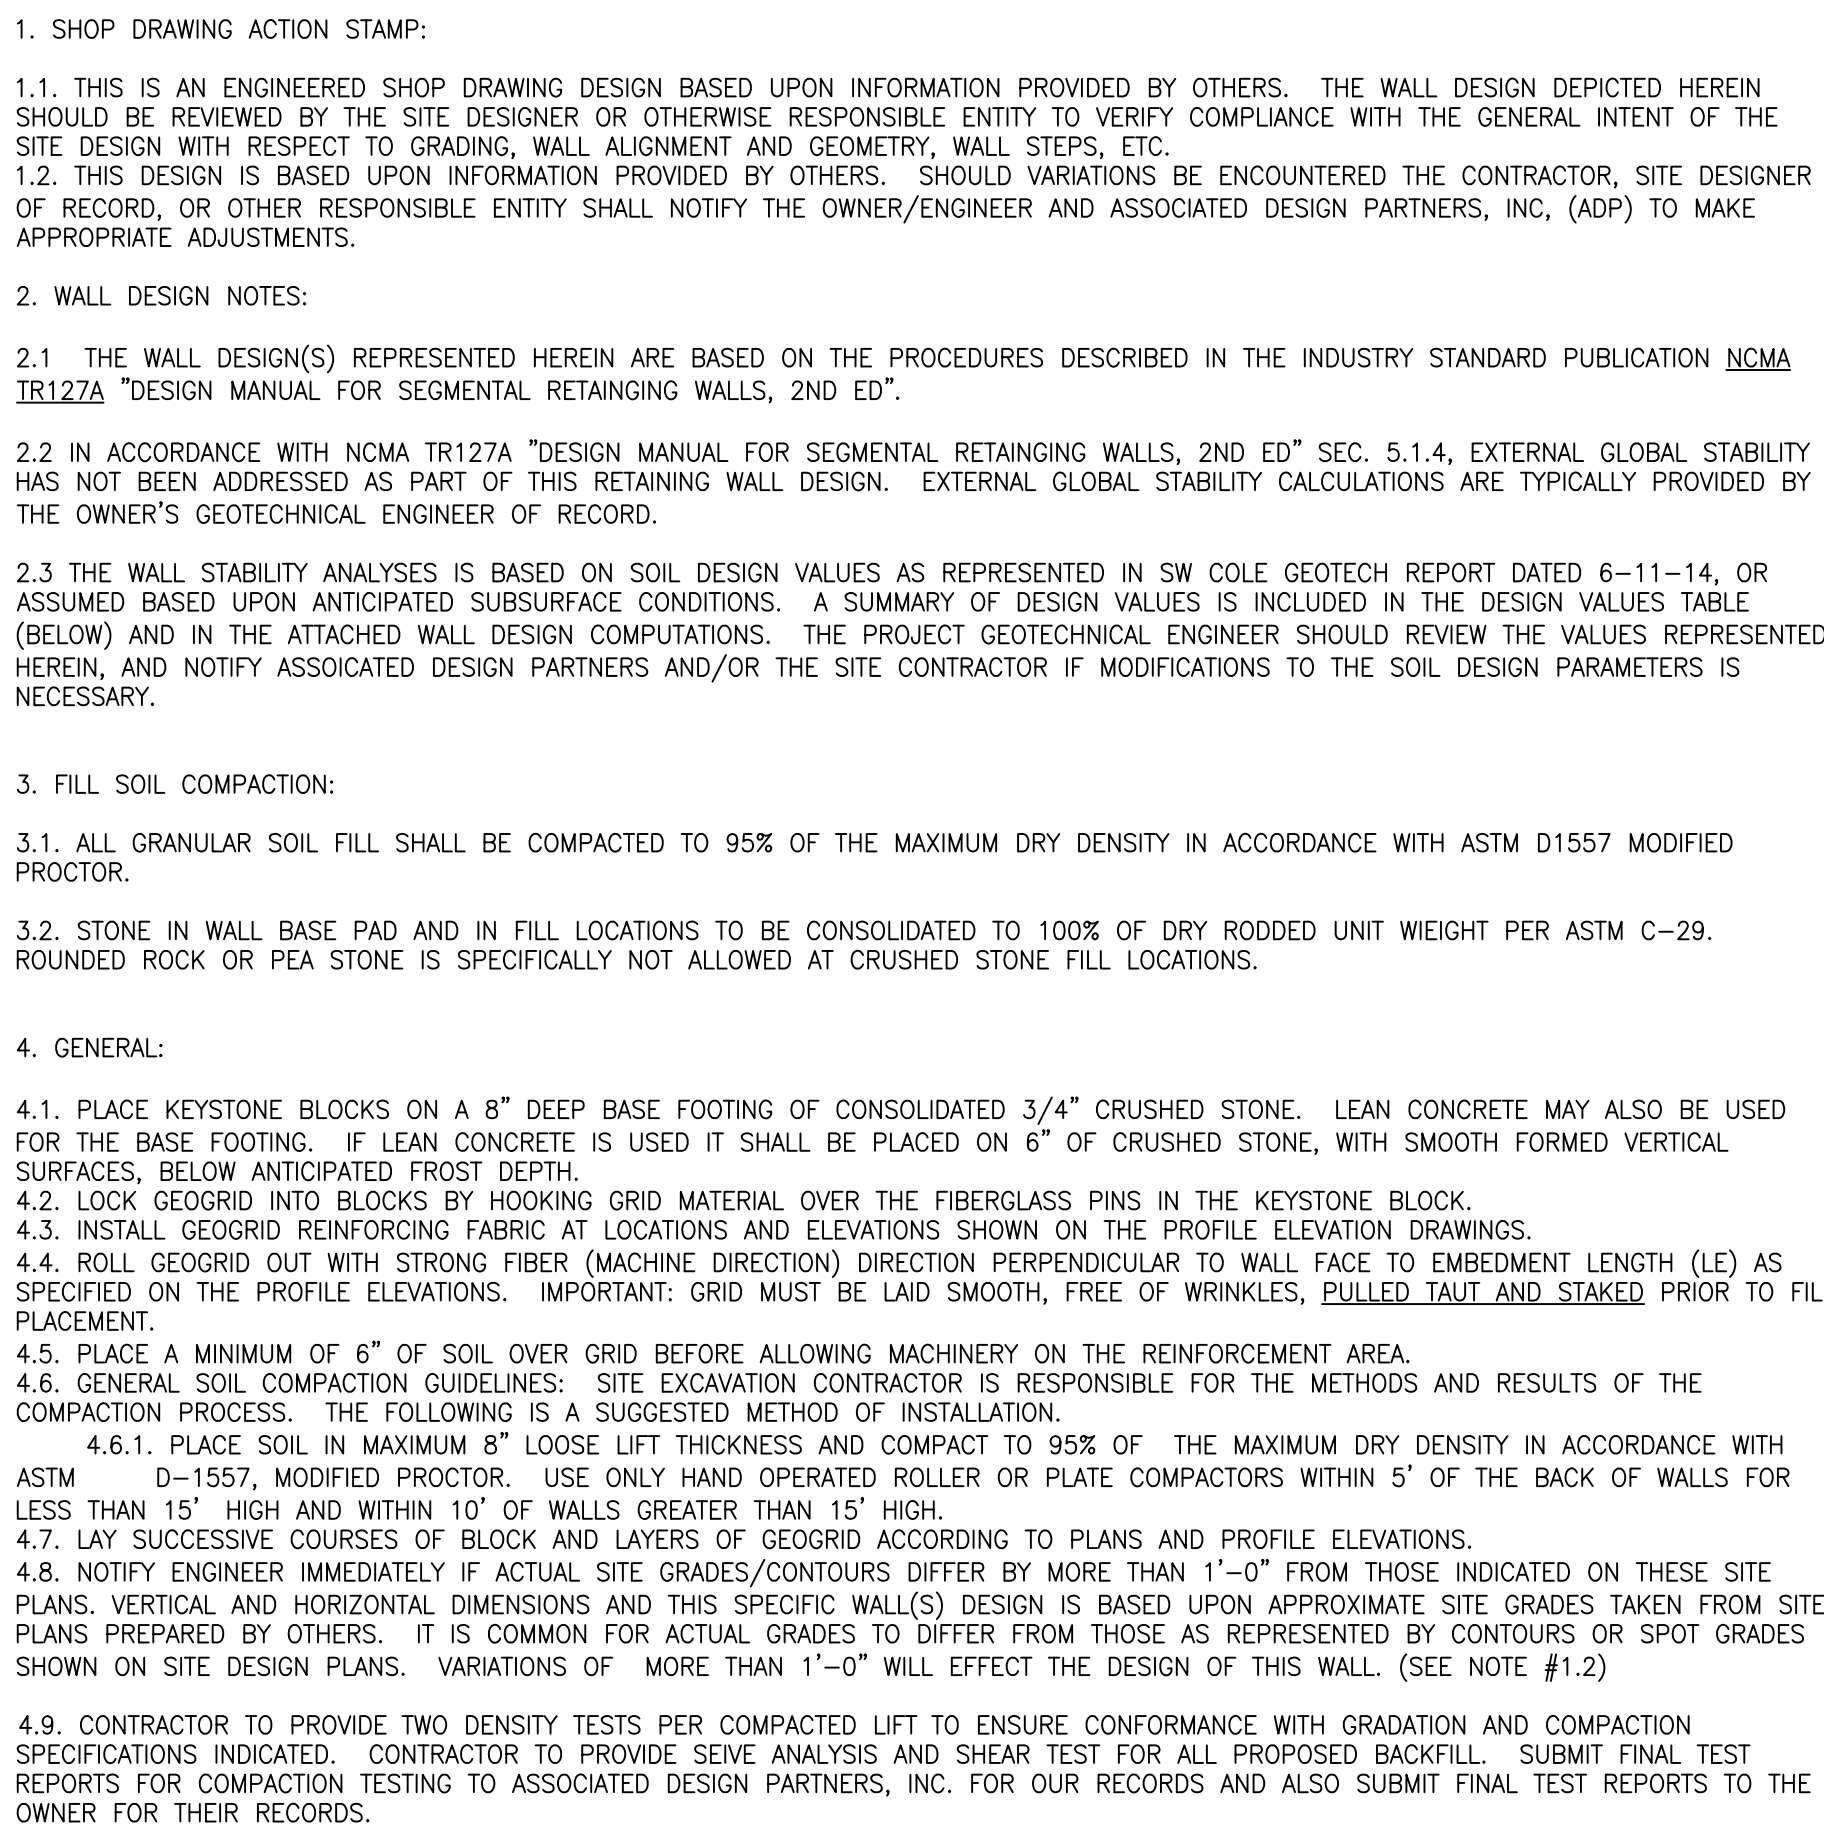 1. SHOP DRAWING ACTION STAMP:
1.1. THIS IS AN ENGINEERED SHOP DRAWING DESIGN BASED UPON INFORMATION PROVIDED BY OTHERS. THE WALL DESIGN DEPICTED HEREIN
SHOULD BE REVIEWED BY THE SITE DESIGNER OR OTHERWISE RESPONSIBLE ENTITY TO VERIFY COMPLIANCE WITH THE GENERAL INTENT OF THE
SITE DESIGN WITH RESPECT TO GRADING, WALL ALIGNMENT AND GEOMETRY, WALL STEPS, ETC.
1.2. THIS DESIGN IS BASED UPON INFORMATION PROVIDED BY OTHERS. SHOULD VARIATIONS BE ENCOUNTERED THE CONTRACTOR, SITE DESIGNER
OF RECORD, OR OTHER RESPONSIBLE ENTITY SHALL NOTIFY THE OWNER/ENGINEER AND ASSOCIATED DESIGN PARTNERS, INC, (ADP) TO MAKE
APPROPRIATE ADJUSTMENTS.
2. WALL DESIGN NOTES:
2.1 THE WALL DESIGN(S) REPRESENTED HEREIN ARE BASED ON THE PROCEDURES DESCRIBED IN THE INDUSTRY STANDARD PUBLICATION NCMA
TR127A "DESIGN MANUAL FOR SEGMENTAL RETAINGING WALLS, 2ND ED".
2.2 IN ACCORDANCE WITH NCMA TR127A "DESIGN MANUAL FOR SEGMENTAL RETAINGING WALLS, 2ND ED" SEC. 5.1.4, EXTERNAL GLOBAL STABILITY
HAS NOT BEEN ADDRESSED AS PART OF THIS RETAINING WALL DESIGN. EXTERNAL GLOBAL STABILITY CALCULATIONS ARE TYPICALLY PROVIDED BY
THE OWNER'S GEOTECHNICAL ENGINEER OF RECORD.
2.3 THE WALL STABILITY ANALYSES IS BASED ON SOIL DESIGN VALUES AS REPRESENTED IN SW COLE GEOTECH REPORT DATED 6-11-14, OR
ASSUMED BASED UPON ANTICIPATED SUBSURFACE CONDITIONS. A SUMMARY OF DESIGN VALUES IS INCLUDED IN THE DESIGN VALUES TABLE
(BELOW) AND IN THE ATTACHED WALL DESIGN COMPUTATIONS. THE PROJECT GEOTECHNICAL ENGINEER SHOULD REVIEW THE VALUES REPRESENTED
HEREIN, AND NOTIFY ASSOICATED DESIGN PARTNERS AND/OR THE SITE CONTRACTOR IF MODIFICATIONS TO THE SOIL DESIGN PARAMETERS IS
NECESSARY.
3. FILL SOIL COMPACTION:
3.1. ALL GRANULAR SOIL FILL SHALL BE COMPACTED TO 95% OF THE MAXIMUM DRY DENSITY IN ACCORDANCE WITH ASTM D1557 MODIFIED
PROCTOR.
3.2. STONE IN WALL BASE PAD AND IN FILL LOCATIONS TO BE CONSOLIDATED TO 100% OF DRY RODDED UNIT WIEIGHT PER ASTM C-29.
ROUNDED ROCK OR PEA STONE IS SPECIFICALLY NOT ALLOWED AT CRUSHED STONE FILL LOCATIONS.
4. GENERAL:
4.1. PLACE KEYSTONE BLOCKS ON A 8" DEEP BASE FOOTING OF CONSOLIDATED 3/4" CRUSHED STONE. LEAN CONCRETE MAY ALSO BE USED
FOR THE BASE FOOTING. IF LEAN CONCRETE IS USED IT SHALL BE PLACED ON 6" OF CRUSHED STONE, WITH SMOOTH FORMED VERTICAL
SURFACES, BELOW ANTICIPATED FROST DEPTH.
4.2. LOCK GEOGRID INTO BLOCKS BY HOOKING GRID MATERIAL OVER THE FIBERGLASS PINS IN THE KEYSTONE BLOCK.
4.3. INSTALL GEOGRID REINFORCING FABRIC AT LOCATIONS AND ELEVATIONS SHOWN ON THE PROFILE ELEVATION DRAWINGS.
4.4. ROLL GEOGRID OUT WITH STRONG FIBER (MACHINE DIRECTION) DIRECTION PERPENDICULAR TO WALL FACE TO EMBEDMENT LENGTH (LE) AS
SPECIFIED ON THE PROFILE ELEVATIONS. IMPORTANT: GRID MUST BE LAID SMOOTH, FREE OF WRINKLES, PULLED TAUT AND STAKED PRIOR TO FIL
PLACEMENT.
4.5. PLACE A MINIMUM OF 6" OF SOIL OVER GRID BEFORE ALLOWING MACHINERY ON THE REINFORCEMENT AREA.
4.6. GENERAL SOIL COMPACTION GUIDELINES: SITE EXCAVATION CONTRACTOR IS RESPONSIBLE FOR THE METHODS AND RESULTS OF THE
COMPACTION PROCESS. THE FOLLOWING IS A SUGGESTED METHOD OF INSTALLATION.
4.6.1. PLACE SOIL IN MAXIMUM 8" LOOSE LIFT THICKNESS AND COMPACT TO 95% OF THE MAXIMUM DRY DENSITY IN ACCORDANCE WITH
ASTM D-1557, MODIFIED PROCTOR. USE ONLY HAND OPERATED ROLLER OR PLATE COMPACTORS WITHIN 5' OF THE BACK OF WALLS FOR
LESS THAN 15' HIGH AND WITHIN 10' OF WALLS GREATER THAN 15' HIGH.
4.7. LAY SUCCESSIVE COURSES OF BLOCK AND LAYERS OF GEOGRID ACCORDING TO PLANS AND PROFILE ELEVATIONS.
4.8. NOTIFY ENGINEER IMMEDIATELY IF ACTUAL SITE GRADES/CONTOURS DIFFER BY MORE THAN 1'-0" FROM THOSE INDICATED ON THESE SITE
PLANS. VERTICAL AND HORIZONTAL DIMENSIONS AND THIS SPECIFIC WALL(S) DESIGN IS BASED UPON APPROXIMATE SITE GRADES TAKEN FROM SITE
PLANS PREPARED BY OTHERS. IT IS COMMON FOR ACTUAL GRADES TO DIFFER FROM THOSE AS REPRESENTED BY CONTOURS OR SPOT GRADES
SHOWN ON SITE DESIGN PLANS. VARIATIONS OF MORE THAN 1'-0" WILL EFFECT THE DESIGN OF THIS WALL. (SEE NOTE #1.2)
4.9. CONTRACTOR TO PROVIDE TWO DENSITY TESTS PER COMPACTED LIFT TO ENSURE CONFORMANCE WITH GRADATION AND COMPACTION
SPECIFICATIONS INDICATED. CONTRACTOR TO PROVIDE SEIVE ANALYSIS AND SHEAR TEST FOR ALL PROPOSED BACKFILL. SUBMIT FINAL TEST
REPORTS FOR COMPACTION TESTING TO ASSOCIATED DESIGN PARTNERS, INC. FOR OUR RECORDS AND ALSO SUBMIT FINAL TEST REPORTS TO THE
OWNER FOR THEIR RECORDS.